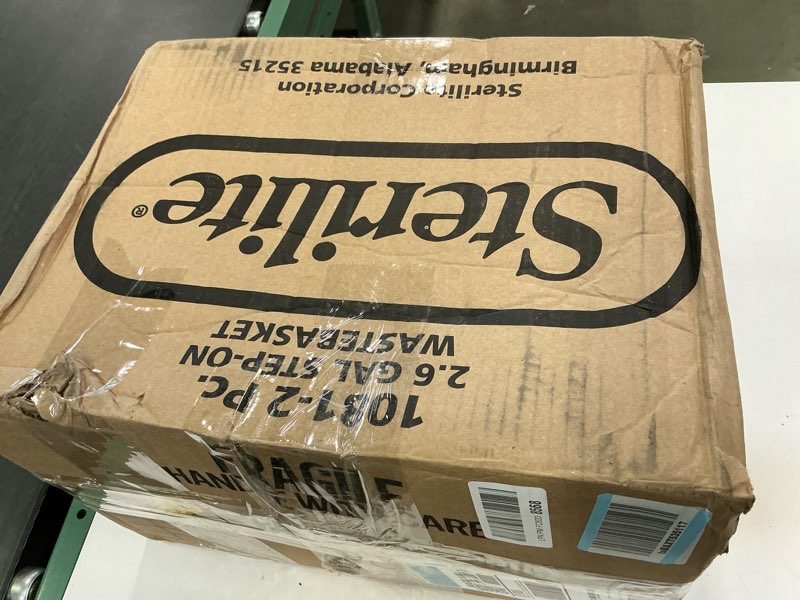 Sterilite Corporation
Birmingham, Alabama 35215
Sterilite®
1081-2 Pc.
2.6 GAL STEP-ON
WASTEBASKET
FRAGILE
HANDLE WITH CARE
8568